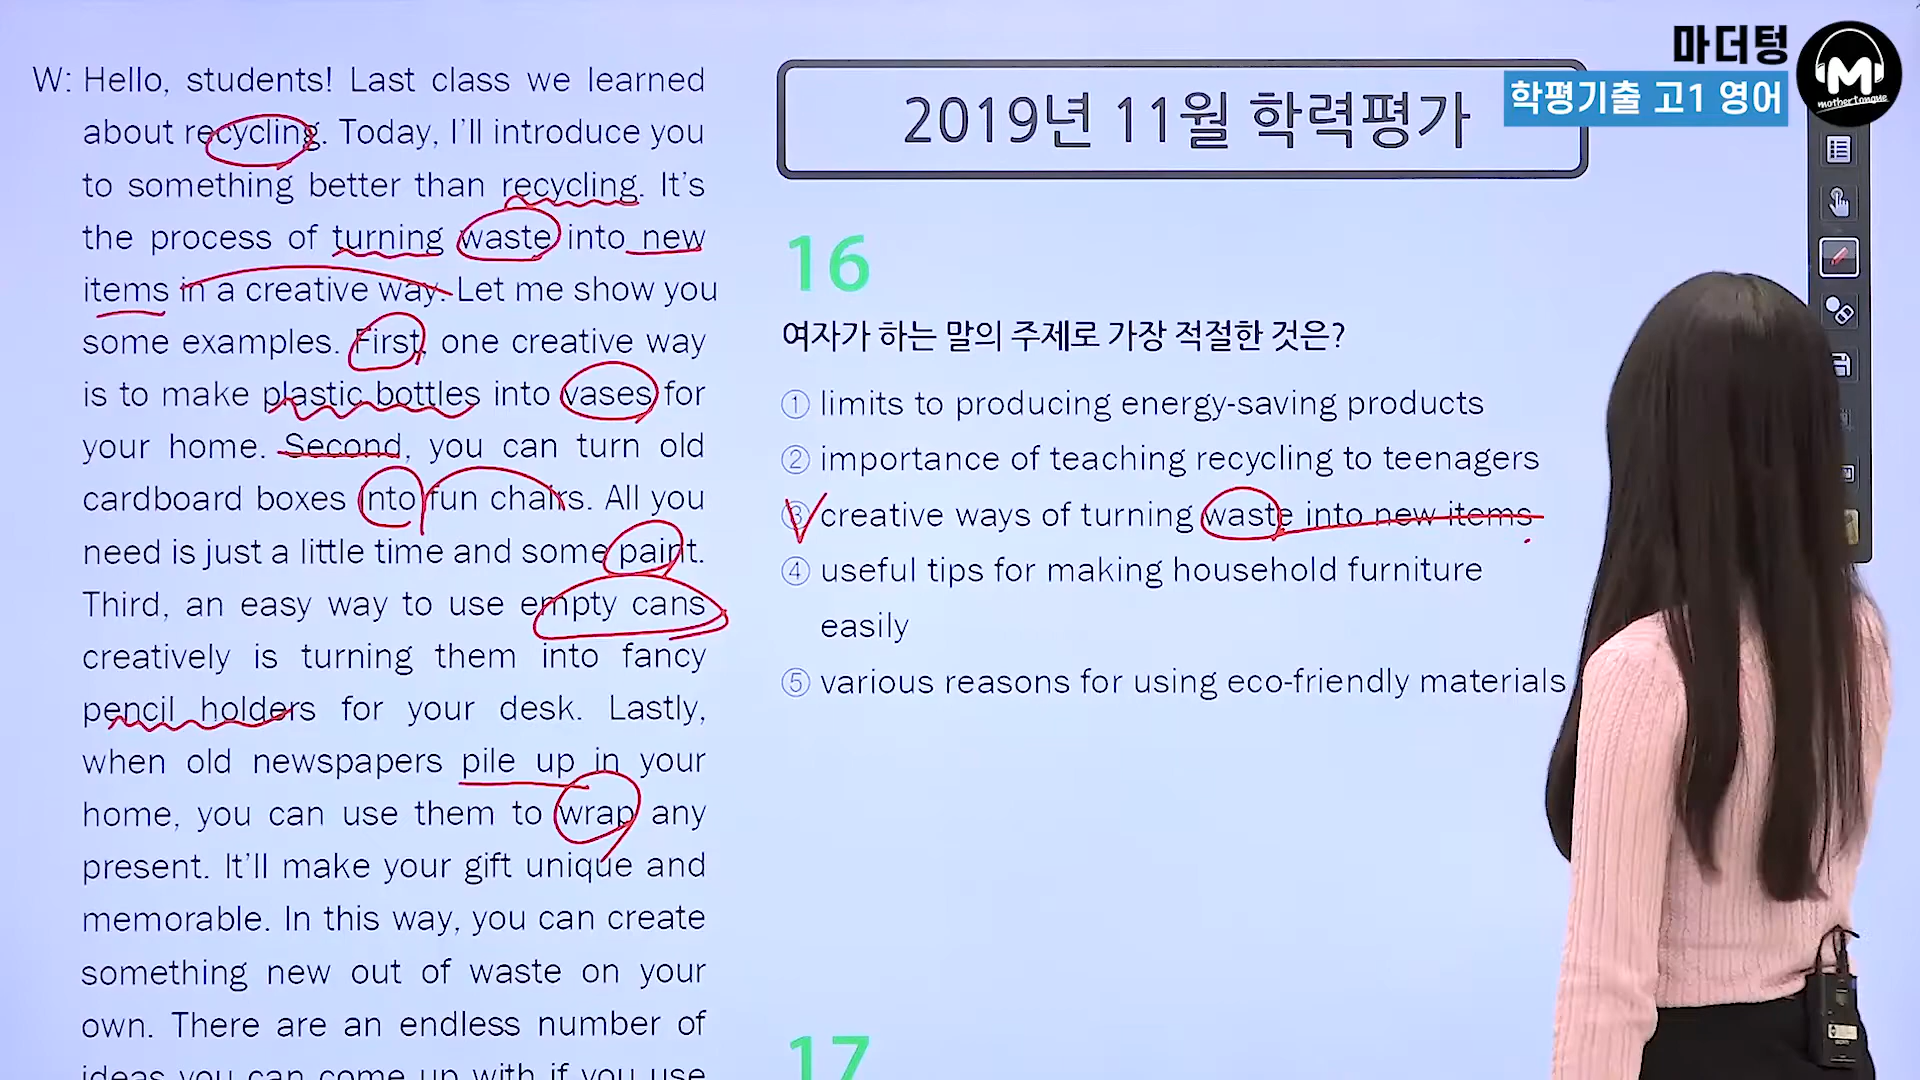 마더텅
학평기출 고1 영어
M
mothertongue
W: Hello, students! Last class we learned
about recycling. Today, I'll introduce you
to something better than recycling. It's
the process of turning waste into new
items in a creative way. Let me show you
some examples. First, one creative way
is to make plastic bottles into vases for
your home. Second, you can turn old
cardboard boxes into fun chairs. All you
need is just a little time and some paint.
Third, an easy way to use empty cans
creatively is turning them into fancy
pencil holders for your desk. Lastly,
when old newspapers pile up in your
home, you can use them to wrap any
present. It'll make your gift unique and
memorable. In this way, you can create
something new out of waste on your
own. There are an endless number of
ideas you can come up with if you use
2019년 11월 학력평가
16
여자가 하는 말의 주제로 가장 적절한 것은?
① limits to producing energy-saving products
② importance of teaching recycling to teenagers
③ creative ways of turning waste into new items
④ useful tips for making household furniture
easily
⑤ various reasons for using eco-friendly materials
17